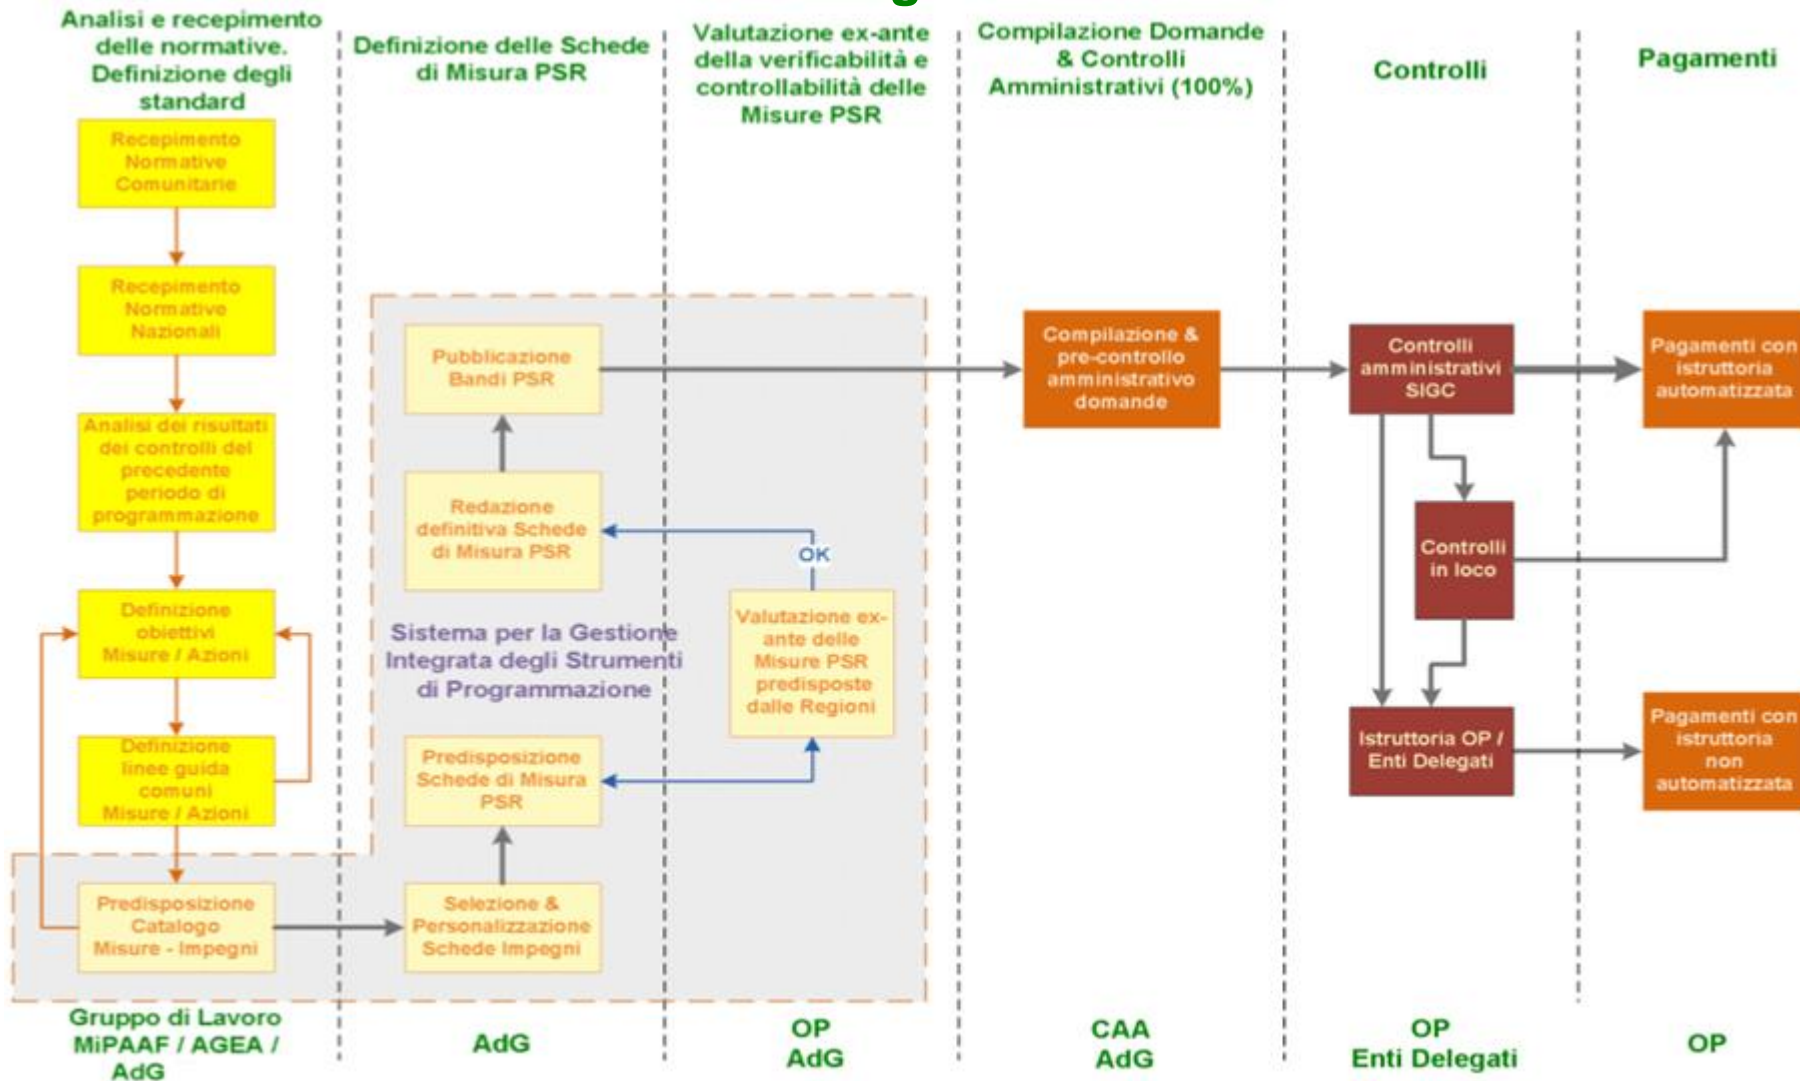 Analisi e recepimento
delle normative.
Definizione degli
standard
Definizione delle Schede
di Misura PSR
Valutazione ex-ante
della verificabilità e
controllabilità delle
Misure PSR
Compilazione Domande
& Controlli
Amministrativi (100%)
Controlli
Pagamenti
Recepimento
Normative
Comunitarie
Recepimento
Normative
Nazionali
Analisi dei risultati
dei controlli del
precedente
periodo di
programmazione
Definizione
obiettivi
Misure / Azioni
Definizione
linee guida
comuni
Misure / Azioni
Predisposizione
Catalogo
Misure - Impegni
Pubblicazione
Bandi PSR
Redazione
definitiva Schede
di Misura PSR
Sistema per la Gestione
Integrata degli Strumenti
di Programmazione
Predisposizione
Schede di Misura
PSR
Selezione &
Personalizzazione
Schede Impegni
OK
Valutazione ex-
ante delle
Misure PSR
predisposte
dalle Regioni
Compilazione &
pre-controllo
amministrativo
domande
Controlli
amministrativi
SIGC
Controlli
in loco
Istruttoria OP /
Enti Delegati
Pagamenti con
istruttoria
automatizzata
Pagamenti con
istruttoria
non
automatizzata
Gruppo di Lavoro
MiPAAF / AGEA /
AdG
AdG
OP
AdG
CAA
AdG
OP
Enti Delegati
OP